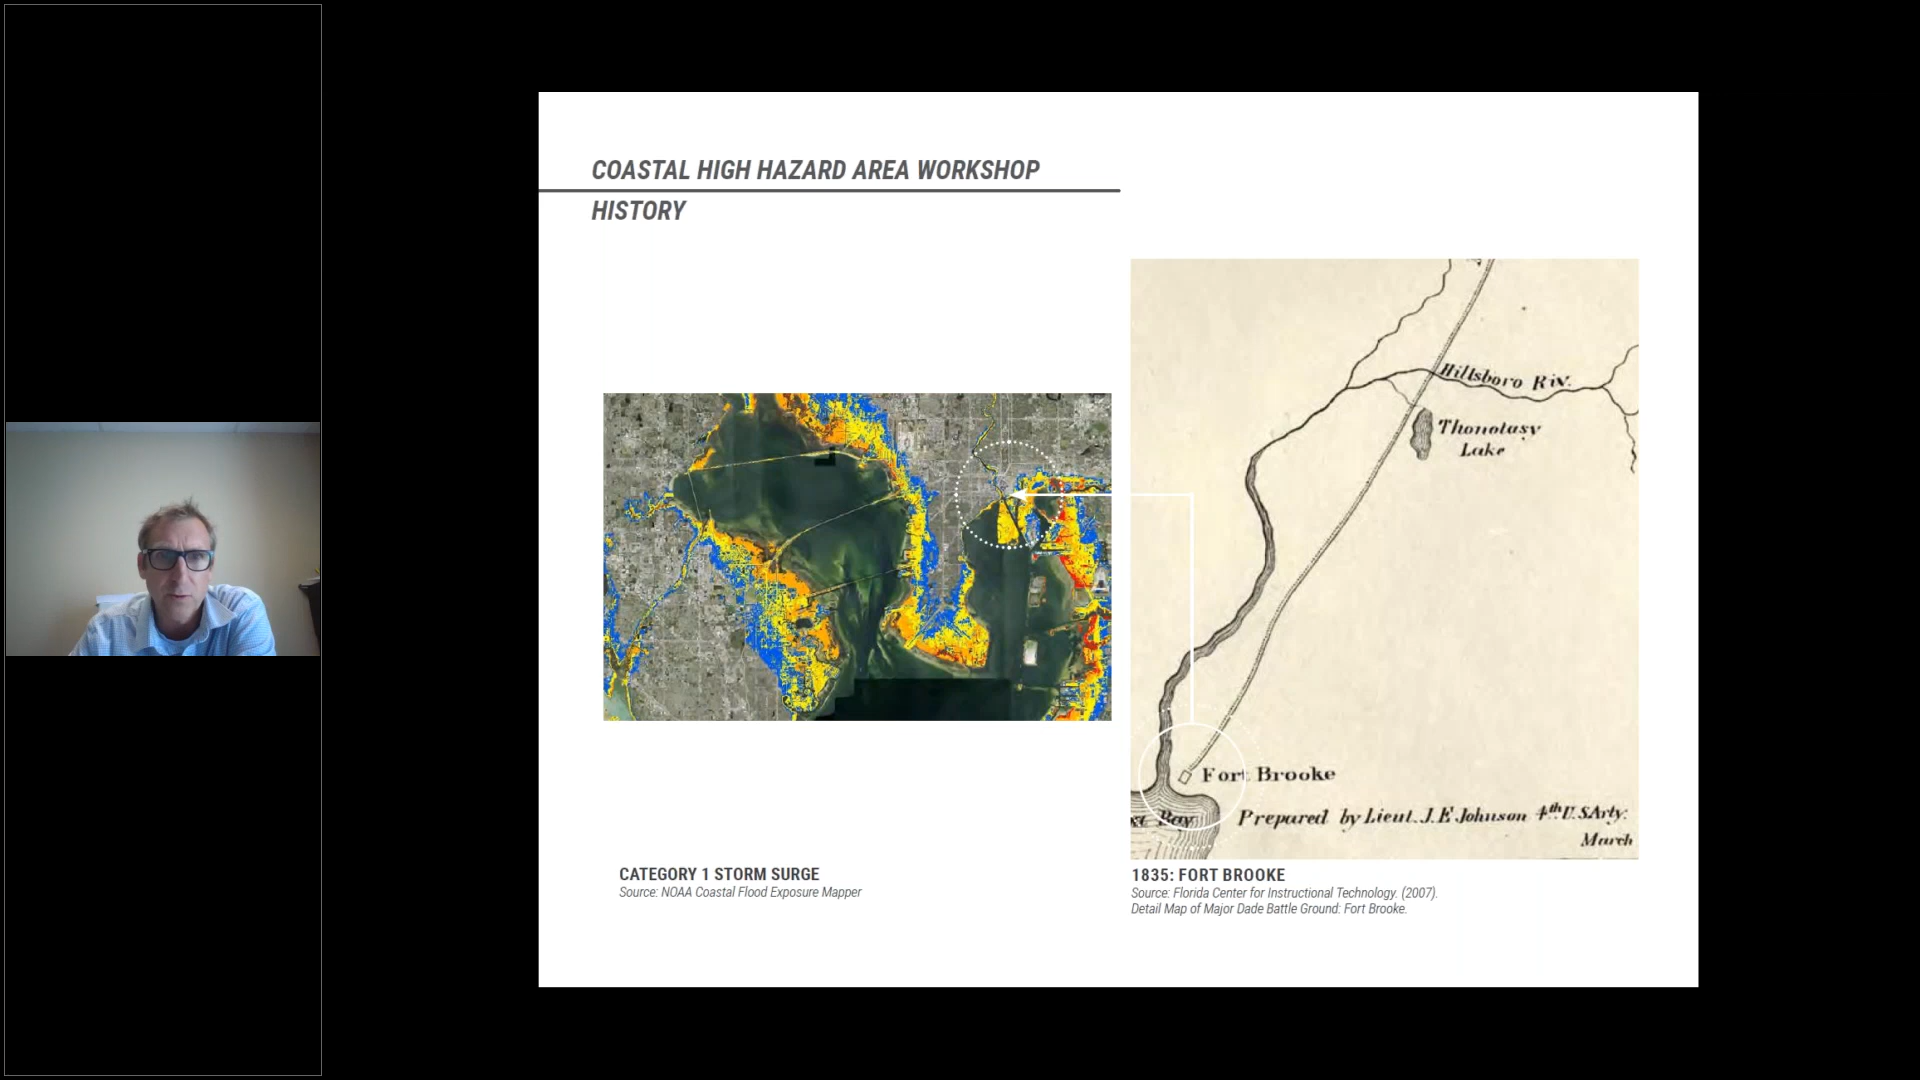 COASTAL HIGH HAZARD AREA WORKSHOP
HISTORY
Hillsboro Riv.
Thonotasy
Lake
Fort Brooke
Bay
Prepared by Lieut. J.E Johnson 4th U.S Arty.
March
CATEGORY 1 STORM SURGE
Source: NOAA Coastal Flood Exposure Mapper
1835: FORT BROOKE
Source: Florida Center for Instructional Technology. (2007).
Detail Map of Major Dade Battle Ground: Fort Brooke.